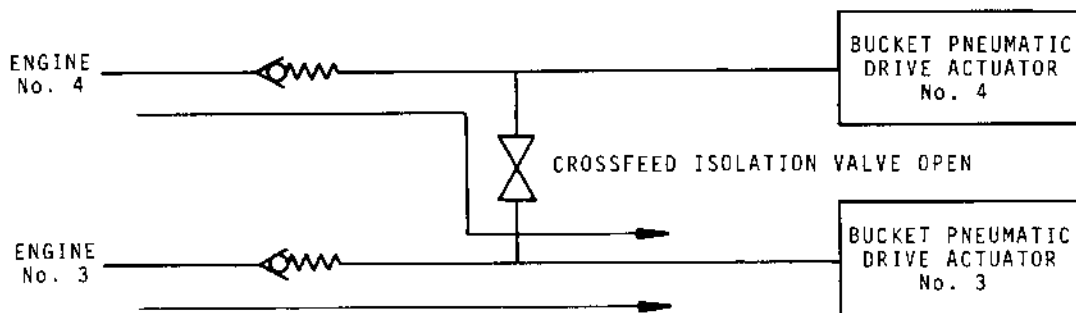 ENGINE
No. 4
BUCKET PNEUMATIC
DRIVE ACTUATOR
No. 4
CROSSFEED ISOLATION VALVE OPEN
ENGINE
No. 3
BUCKET PNEUMATIC
DRIVE ACTUATOR
No. 3